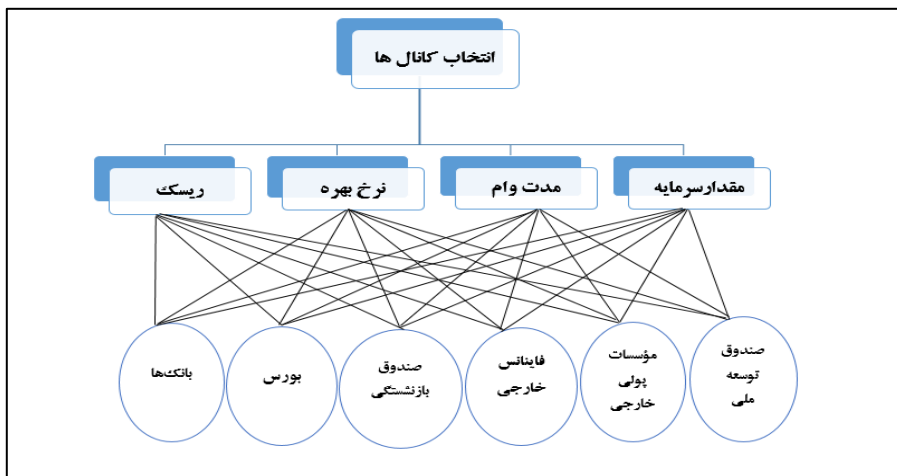 انتخاب کانال ها
مقدارسرمایه
مدت وام
نرخ بهره
ریسک
صندوق
توسعه
ملی
مؤسسات
پولی
خارجی
فاینانس
خارجی
صندوق
بازنشستگی
بورس
بانک‌ها